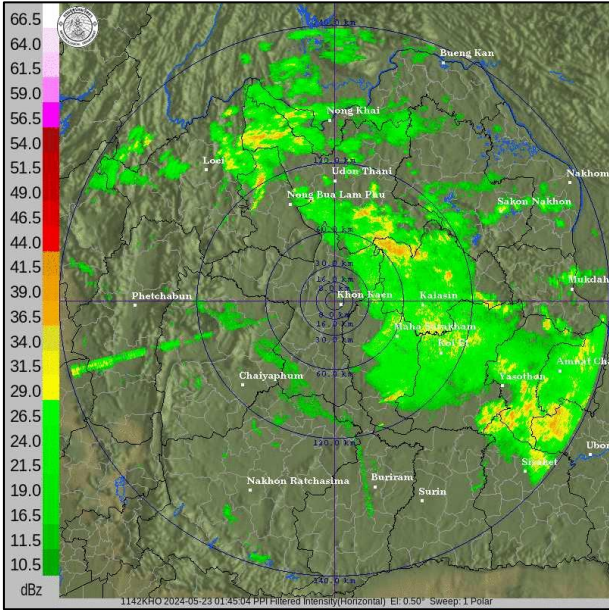 66.5
64.0
61.5
59.0
56.5
54.0
51.5
49.0
46.5
44.0
41.5
39.0
36.5
34.0
31.5
29.0
26.5
24.0
21.5
19.0
16.5
14.0
11.5
10.5
dBz
Bueng Kan
Nong Khai
Loei
Udon Thani
Nakhom
Nong Bua Lam Phu
Sakon Nakhon
Mukdah
Phetchabun
Khon Kaen
Kalasin
Maha Sarakham
Roi Et
Chaiyaphum
Yasothon
Amnat Cha
120.0 km
Ubon
Sisaket
Nakhon Ratchasima
Buriram
Surin
240.0 km
1142KHO 2024-05-23 01:45:04 PPI Filtered Intensity(Horizontal) El: 0.50° Sweep: 1 Polar